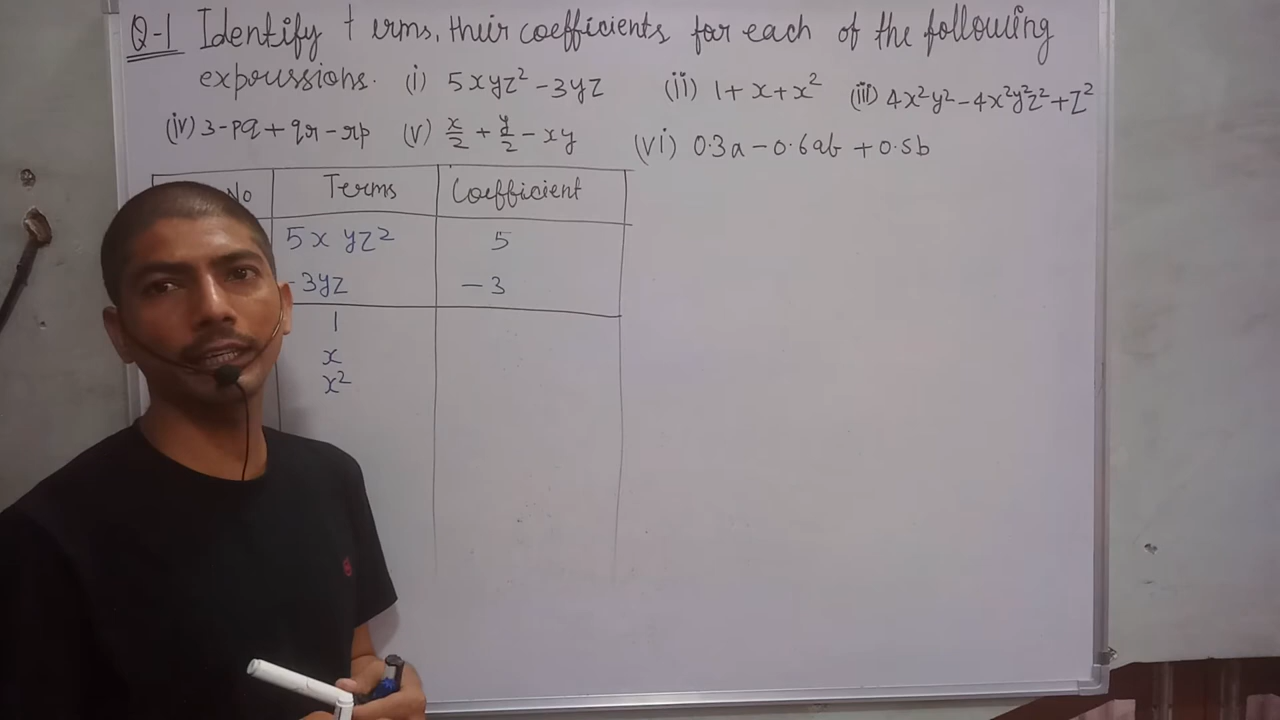 Q-1 Identify terms, their coefficients for each of the following
expressions. (i) 5xyz² - 3yz (ii) 1 + x + x² (iii) 4x²y² - 4x²y²z² + z²
(iv) 3 - pq + qr - rp (v) x/2 + y/2 - xy (vi) 0.3a - 0.6ab + 0.5b
No Terms Coefficient
5xyz² 5
-3yz -3
1
x
x²